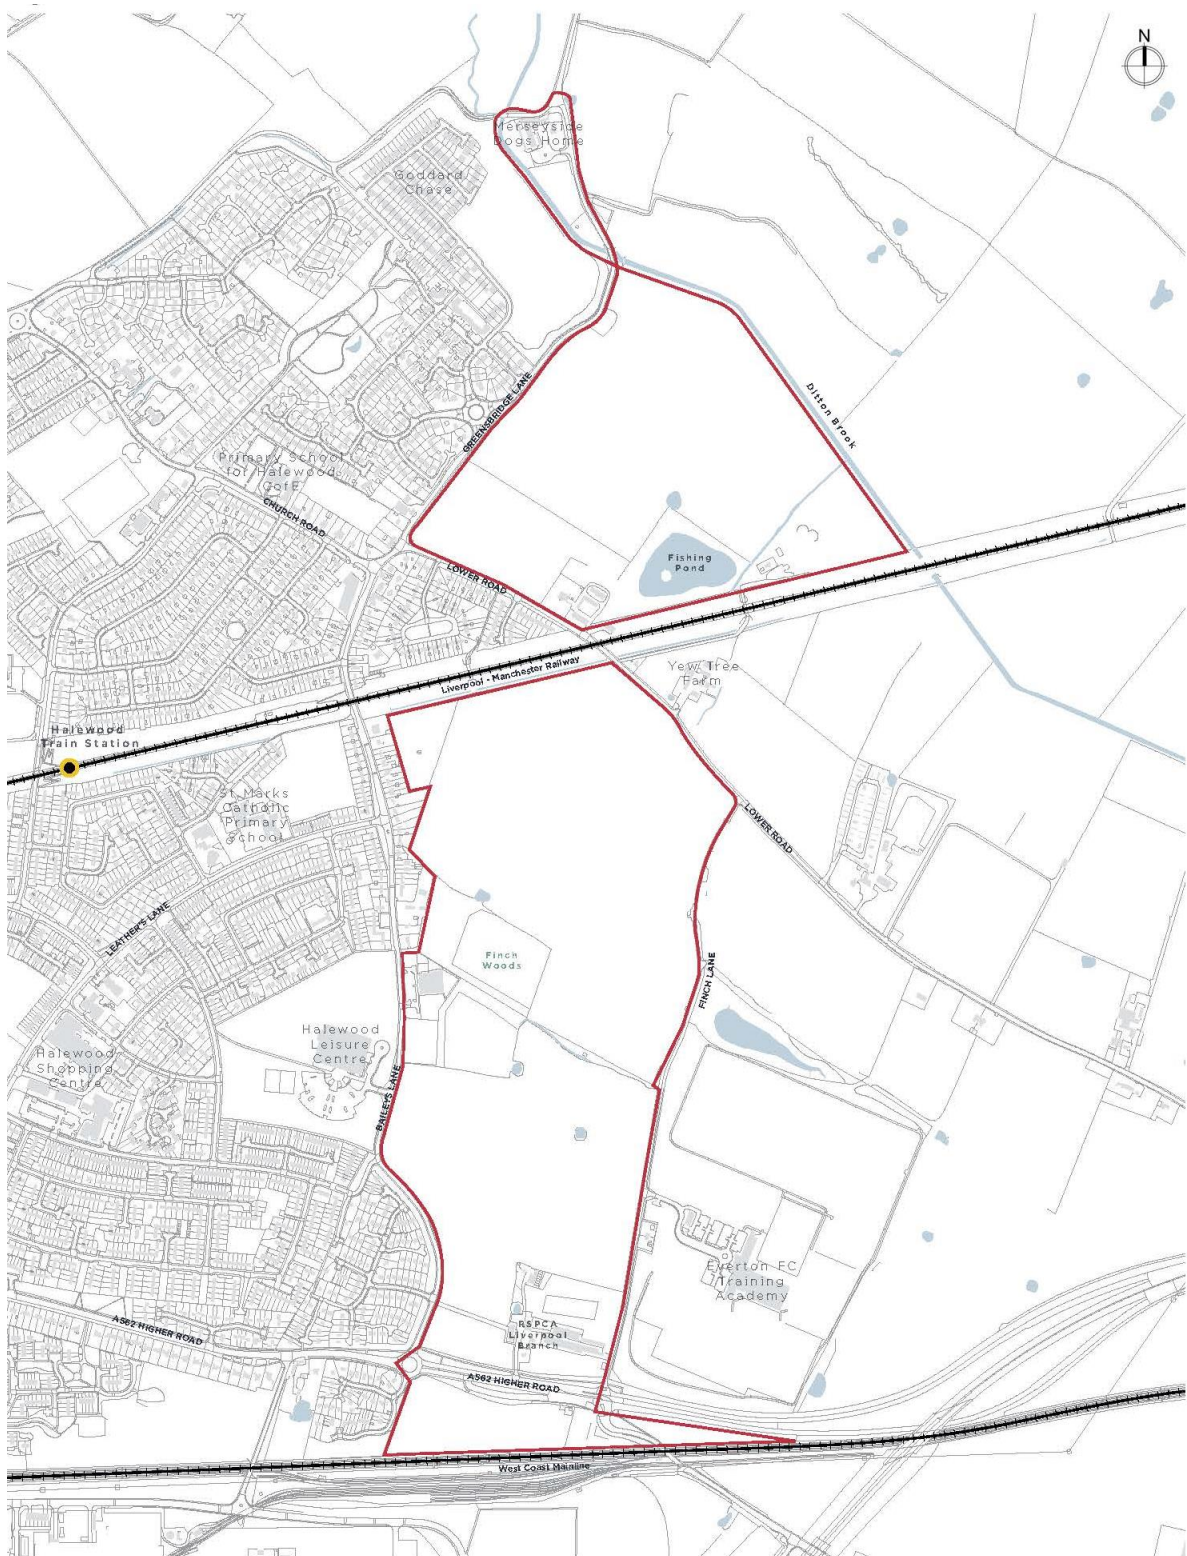 N
Merseyside
Dogs Home
Goddard
Chase
Ditton Brook
GREENSBRIDGE LANE
Primary School
for Halewood
CofE
CHURCH ROAD
Fishing
Pond
LOWER ROAD
Yew Tree
Farm
Liverpool - Manchester Railway
Halewood
Train Station
St Marks
Catholic
Primary
School
LOWER ROAD
LEATHER'S LANE
Finch
Woods
FINCH LANE
Halewood
Leisure
Centre
Halewood
Shopping
Centre
BAILEYS LANE
Everton FC
Training
Academy
RSPCA
Liverpool
Branch
A562 HIGHER ROAD
A562 HIGHER ROAD
West Coast Mainline